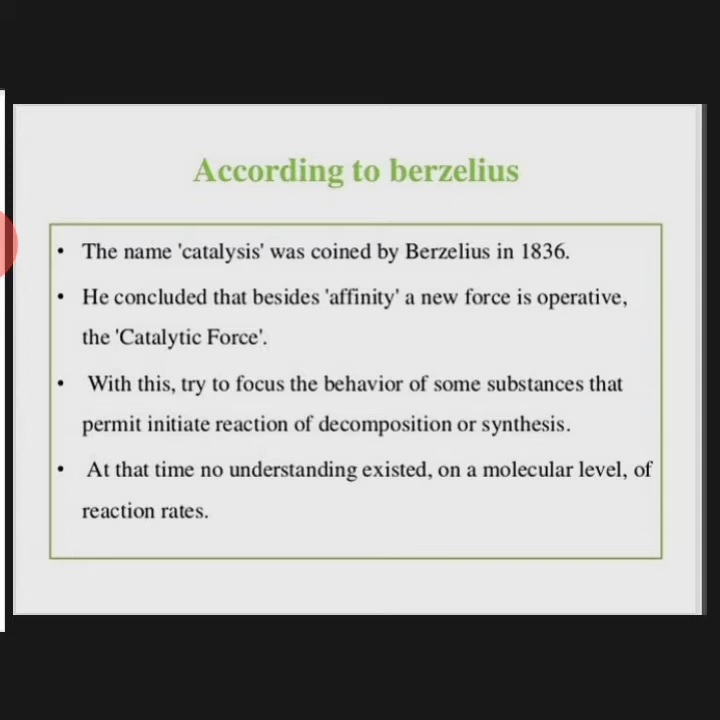 According to berzelius
• The name 'catalysis' was coined by Berzelius in 1836.
• He concluded that besides 'affinity' a new force is operative,
the 'Catalytic Force'.
• With this, try to focus the behavior of some substances that
permit initiate reaction of decomposition or synthesis.
• At that time no understanding existed, on a molecular level, of
reaction rates.